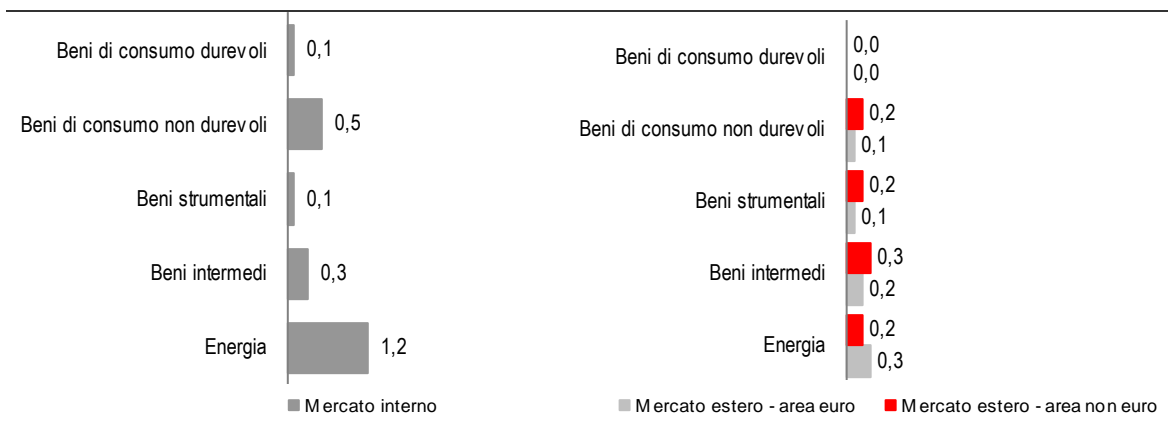 Beni di consumo durevoli
0,1
Beni di consumo non durevoli
0,5
Beni strumentali
0,1
Beni intermedi
0,3
Energia
1,2
Mercato interno
Beni di consumo durevoli
0,0
0,0
Beni di consumo non durevoli
0,2
0,1
Beni strumentali
0,2
0,1
Beni intermedi
0,3
0,2
Energia
0,2
0,3
Mercato estero - area euro
Mercato estero - area non euro